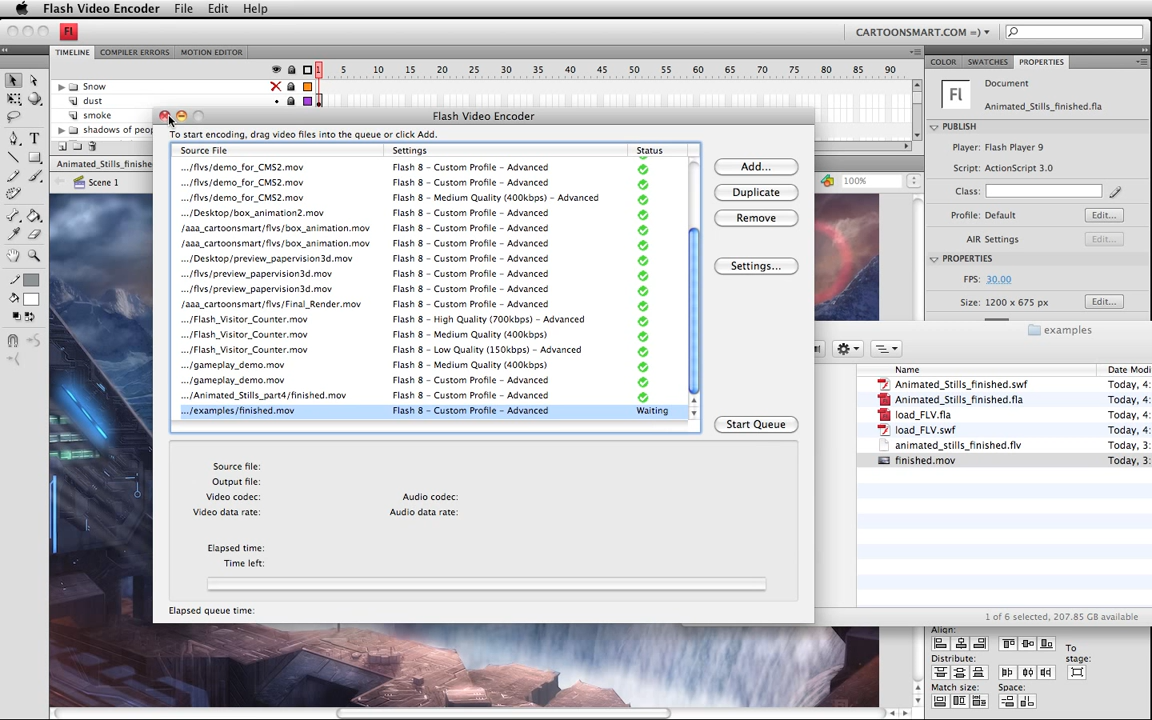 Flash Video Encoder File Edit Help
Fl CARTOONSMART.COM =)
TIMELINE COMPILER ERRORS MOTION EDITOR
COLOR SWATCHES PROPERTIES
1 5 10 15 20 25 30 35 40 45 50 55 60 65 70 75 80 85 90
Snow
dust
smoke
shadows of peop
Animated_Stills_finishe
Scene 1
100%
T
Fl
Document
Animated_Stills_finished.fla
PUBLISH
Player: Flash Player 9
Script: ActionScript 3.0
Class:
Profile: Default Edit...
AIR Settings Edit...
PROPERTIES
FPS: 30.00
Size: 1200 x 675 px Edit...
Flash Video Encoder
To start encoding, drag video files into the queue or click Add.
Source File Settings Status
.../flvs/demo_for_CMS2.mov Flash 8 – Custom Profile – Advanced
.../flvs/demo_for_CMS2.mov Flash 8 – Custom Profile – Advanced
.../flvs/demo_for_CMS2.mov Flash 8 – Medium Quality (400kbps) – Advanced
.../Desktop/box_animation2.mov Flash 8 – Custom Profile – Advanced
/aaa_cartoonsmart/flvs/box_animation.mov Flash 8 – Custom Profile – Advanced
/aaa_cartoonsmart/flvs/box_animation.mov Flash 8 – Custom Profile – Advanced
.../Desktop/preview_papervision3d.mov Flash 8 – Custom Profile – Advanced
.../flvs/preview_papervision3d.mov Flash 8 – Custom Profile – Advanced
.../flvs/preview_papervision3d.mov Flash 8 – Custom Profile – Advanced
/aaa_cartoonsmart/flvs/Final_Render.mov Flash 8 – Custom Profile – Advanced
.../Flash_Visitor_Counter.mov Flash 8 – High Quality (700kbps) – Advanced
.../Flash_Visitor_Counter.mov Flash 8 – Medium Quality (400kbps)
.../Flash_Visitor_Counter.mov Flash 8 – Low Quality (150kbps) – Advanced
.../gameplay_demo.mov Flash 8 – Medium Quality (400kbps)
.../gameplay_demo.mov Flash 8 – Custom Profile – Advanced
.../Animated_Stills_part4/finished.mov Flash 8 – Custom Profile – Advanced
.../examples/finished.mov Flash 8 – Custom Profile – Advanced Waiting
Add...
Duplicate
Remove
Settings...
Start Queue
Source file:
Output file:
Video codec: Audio codec:
Video data rate: Audio data rate:
Elapsed time:
Time left:
Elapsed queue time:
examples
Name Date Modi
Animated_Stills_finished.swf Today, 4:
Animated_Stills_finished.fla Today, 4:
load_FLV.fla Today, 4:
load_FLV.swf Today, 4:
animated_stills_finished.flv Today, 3:
finished.mov Today, 3:
1 of 6 selected, 207.85 GB available
Align:
Distribute:
Match size: Space:
To
stage: